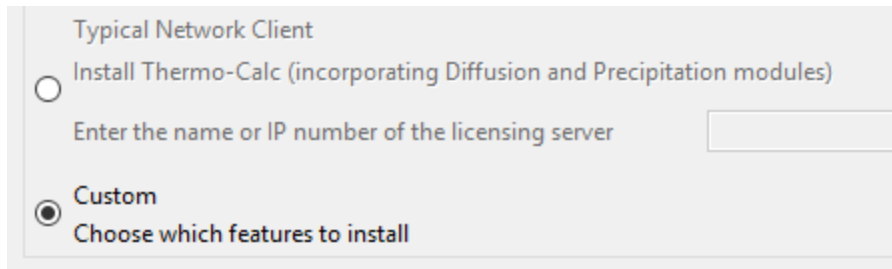 Typical Network Client
Install Thermo-Calc (incorporating Diffusion and Precipitation modules)
Enter the name or IP number of the licensing server
Custom
Choose which features to install